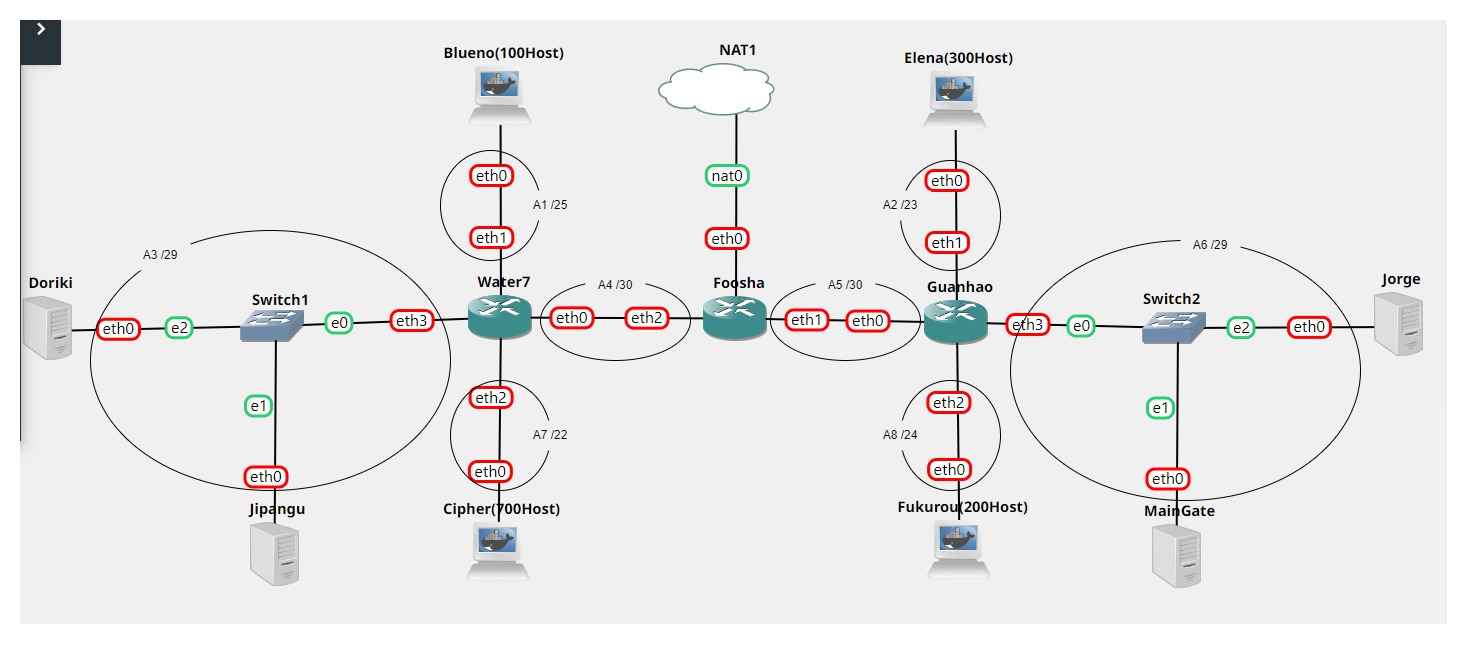 Blueno(100Host)
NAT1
Elena(300Host)
eth0
nat0
eth0
A1 /25
A2 /23
eth1
eth0
eth1
A3 /29
A6 /29
Doriki
Water7
A4 /30
Foosha
A5 /30
Guanhao
Jorge
Switch1
Switch2
eth0
e2
e0
eth3
eth0
eth2
eth1
eth0
eth3
e0
e2
eth0
e1
eth2
eth2
e1
A7 /22
A8 /24
eth0
eth0
eth0
eth0
Jipangu
Cipher(700Host)
Fukurou(200Host)
MainGate